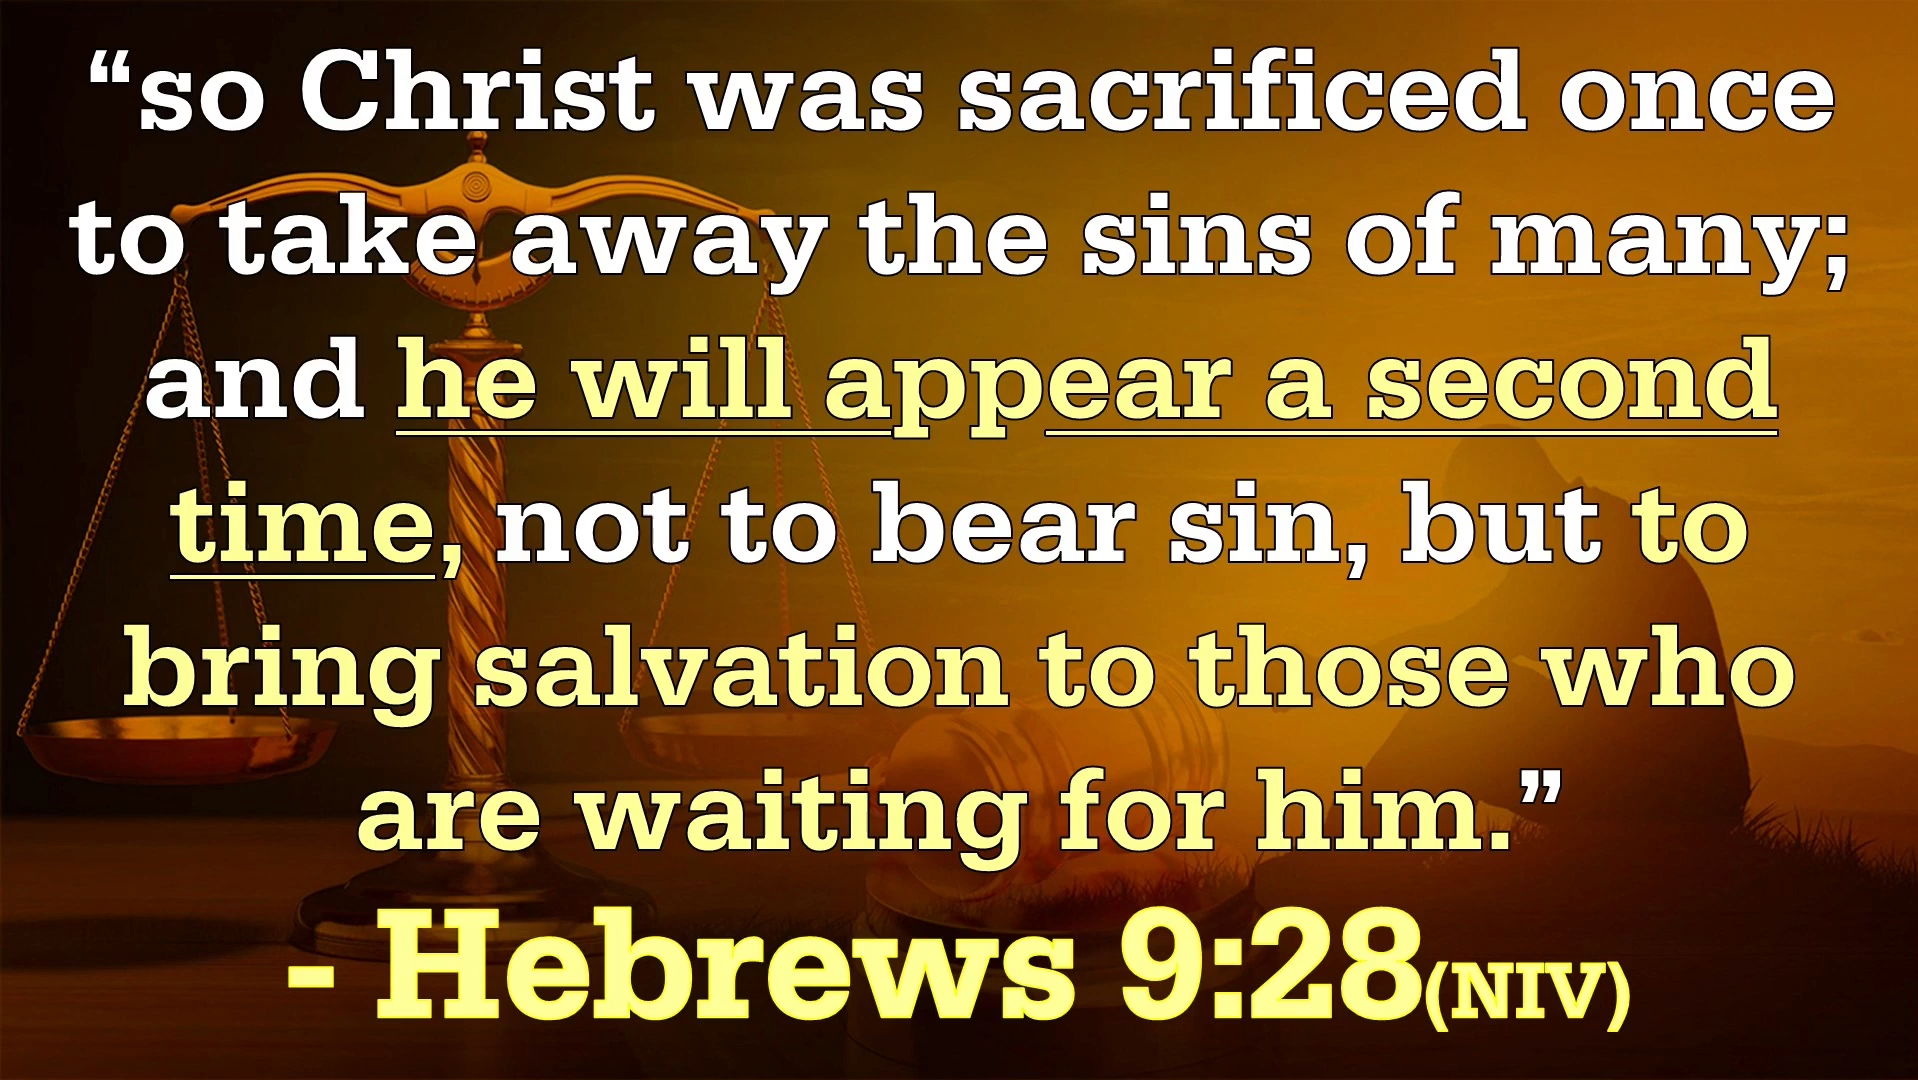 “so Christ was sacrificed once
to take away the sins of many;
and he will appear a second
time, not to bear sin, but to
bring salvation to those who
are waiting for him.”
- Hebrews 9:28(NIV)